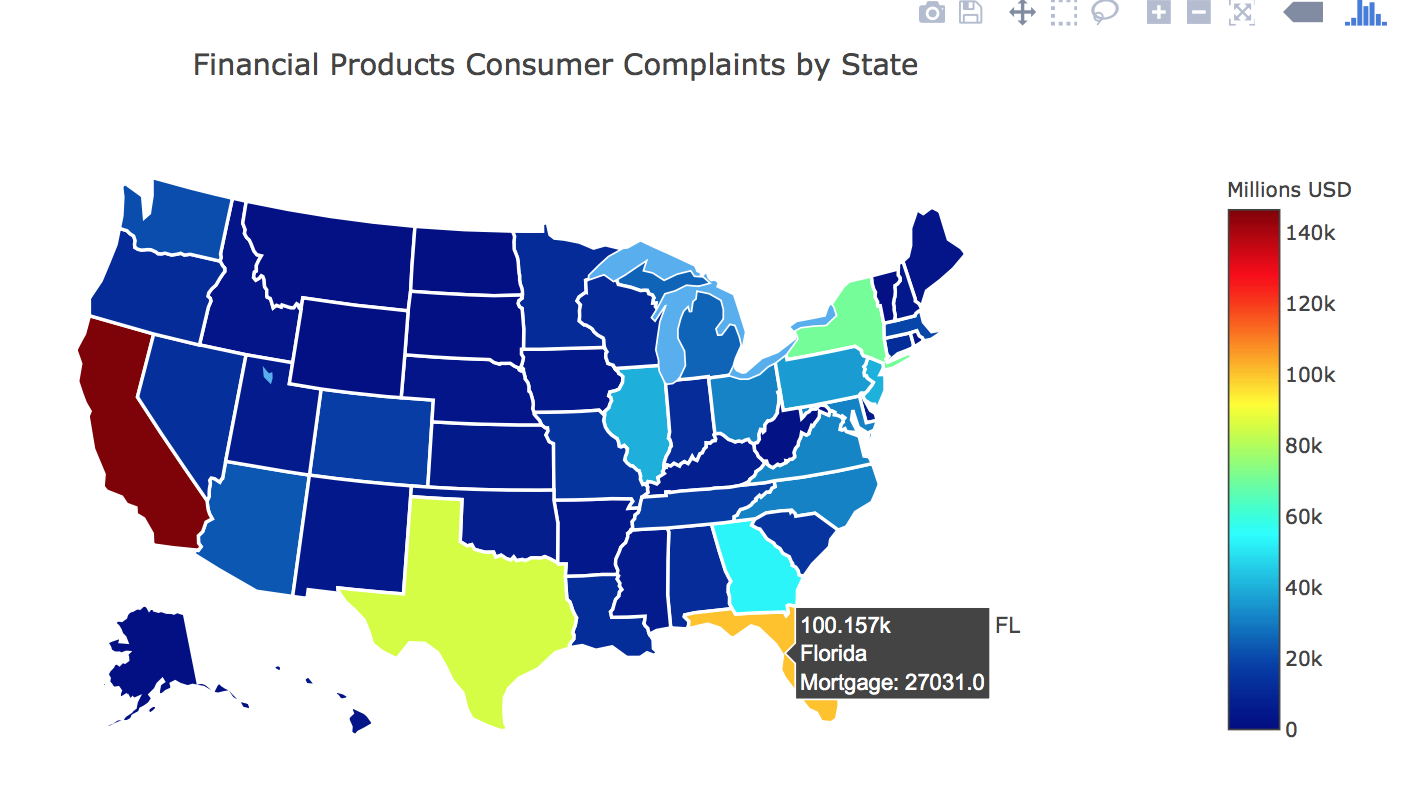 Financial Products Consumer Complaints by State
Millions USD
140k
120k
100k
80k
60k
40k
20k
0
100.157k
Florida
Mortgage: 27031.0
FL